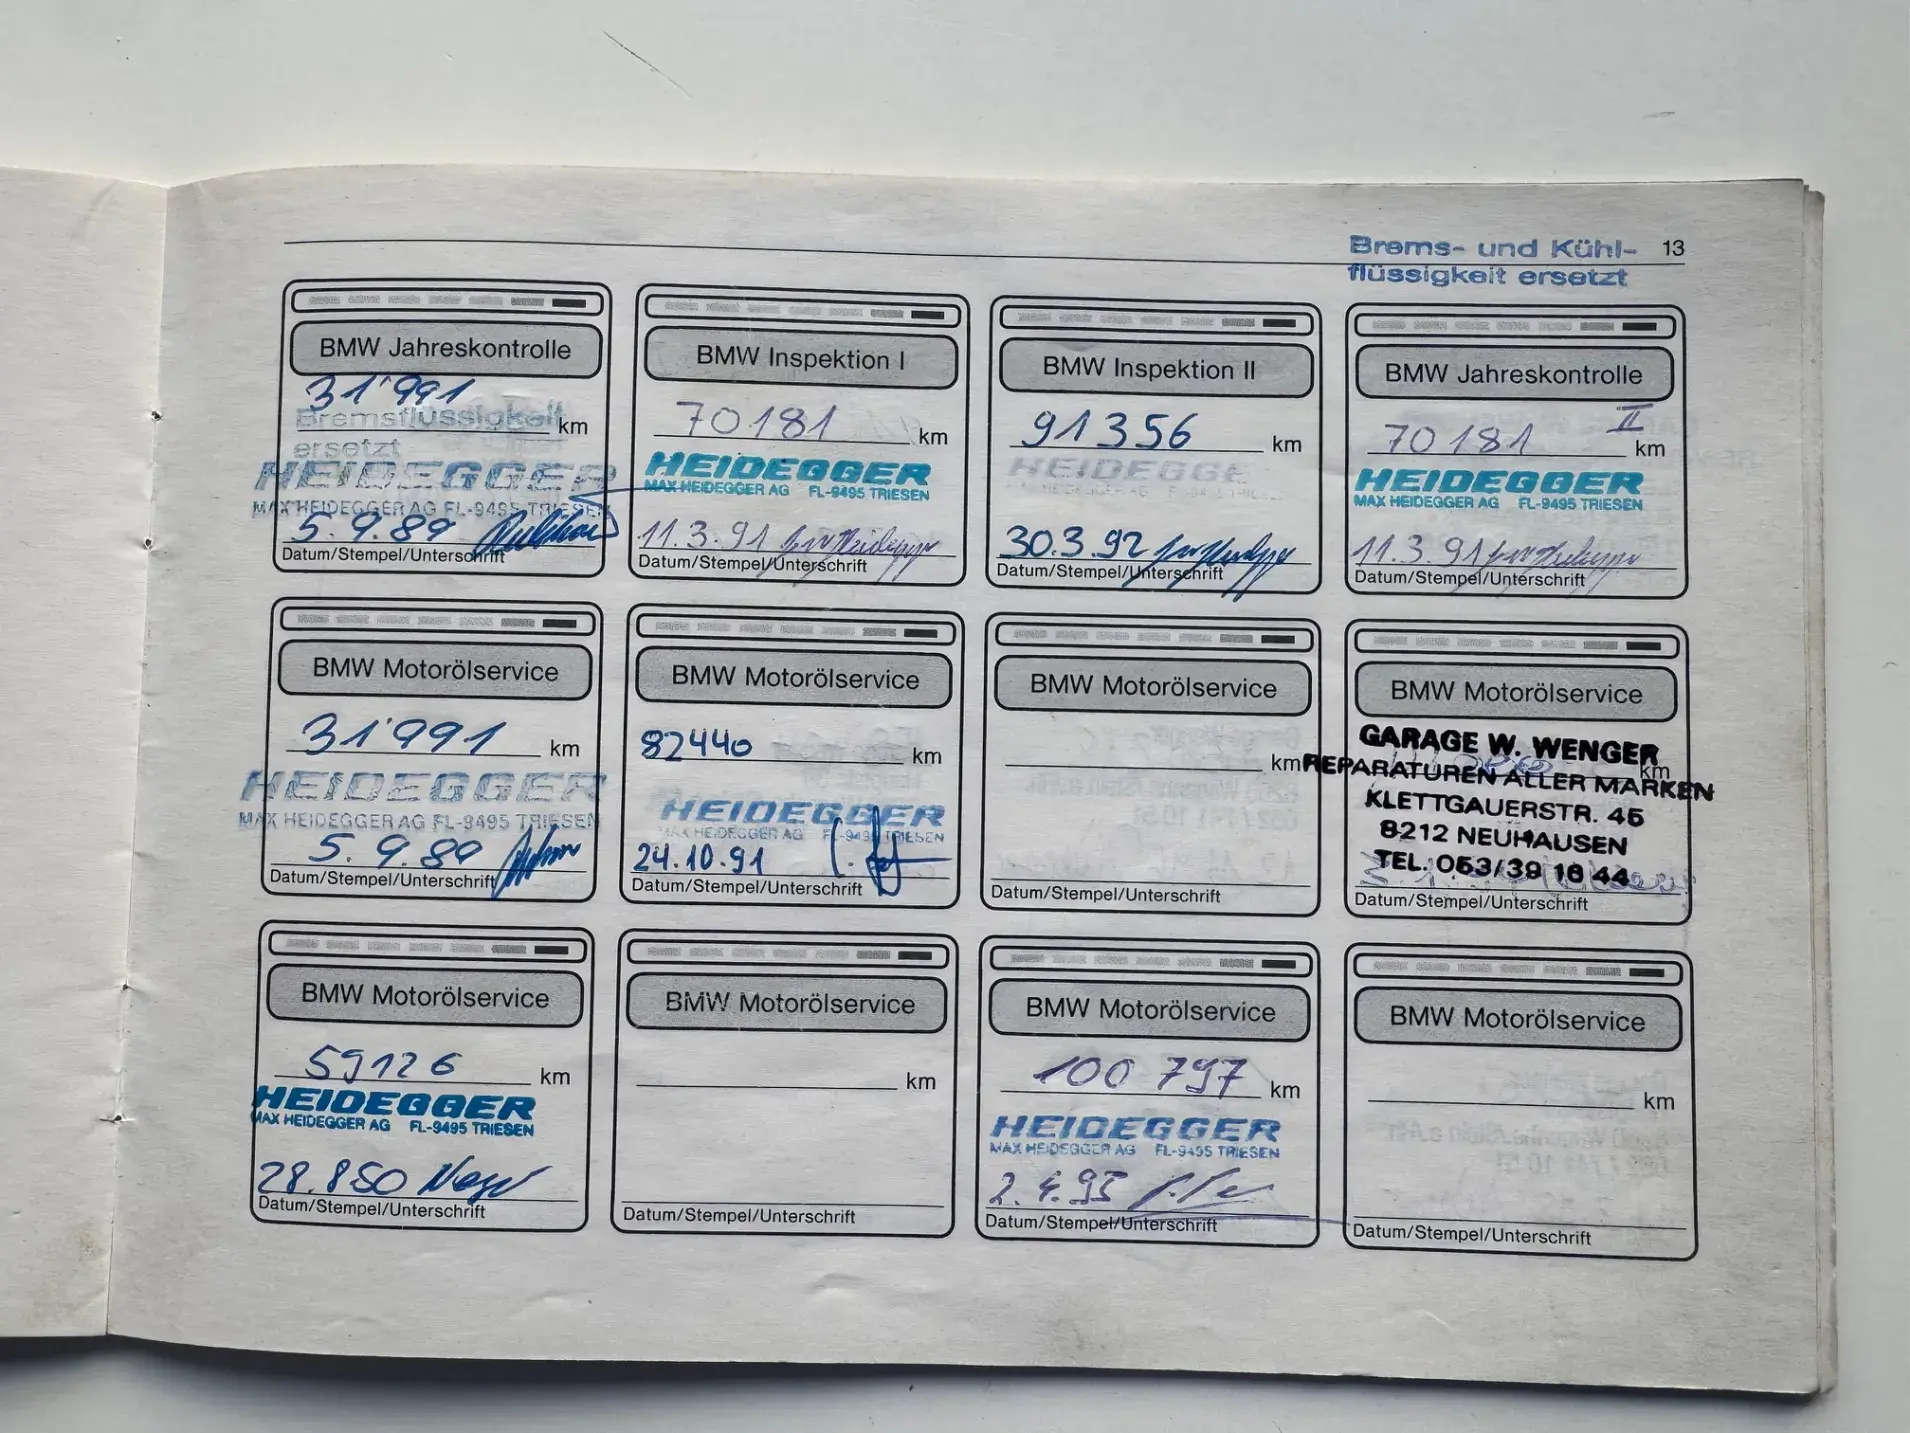 Brems- und Kühl- 13
flüssigkeit ersetzt
BMW Jahreskontrolle
31'991
Bremsflüssigkeit
km
ersetzt
HEIDEGGER
MAX HEIDEGGER AG FL-9495 TRIESEN
5.9.89
Datum/Stempel/Unterschrift
BMW Inspektion I
70181 km
HEIDEGGER
MAX HEIDEGGER AG FL-9495 TRIESEN
11.3.91
Datum/Stempel/Unterschrift
BMW Inspektion II
91356 km
HEIDEGGE
30.3.92
Datum/Stempel/Unterschrift
BMW Jahreskontrolle
II
70181 km
HEIDEGGER
MAX HEIDEGGER AG FL-9495 TRIESEN
11.3.91
Datum/Stempel/Unterschrift
BMW Motorölservice
31'991 km
HEIDEGGER
MAX HEIDEGGER AG FL-9495 TRIESEN
5.9.89
Datum/Stempel/Unterschrift
BMW Motorölservice
82440 km
HEIDEGGER
MAX HEIDEGGER AG FL-9495 TRIESEN
24.10.91
Datum/Stempel/Unterschrift
BMW Motorölservice
km
Datum/Stempel/Unterschrift
BMW Motorölservice
GARAGE W. WENGER
km
REPARATUREN ALLER MARKEN
KLETTGAUERSTR. 45
8212 NEUHAUSEN
TEL. 053/39 16 44
Datum/Stempel/Unterschrift
BMW Motorölservice
59126 km
HEIDEGGER
MAX HEIDEGGER AG FL-9495 TRIESEN
Datum/Stempel/Unterschrift
BMW Motorölservice
km
Datum/Stempel/Unterschrift
BMW Motorölservice
100 797 km
HEIDEGGER
MAX HEIDEGGER AG FL-9495 TRIESEN
Datum/Stempel/Unterschrift
BMW Motorölservice
km
Datum/Stempel/Unterschrift